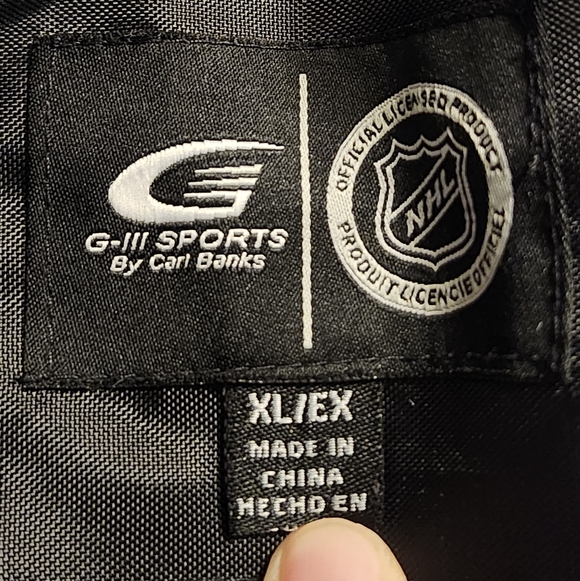 G-III SPORTS
By Carl Banks
OFFICIAL LICENSED PRODUCT
NHL
PRODUIT LICENCIE OFFICIEL
XL/EX
MADE IN
CHINA
HECHO EN